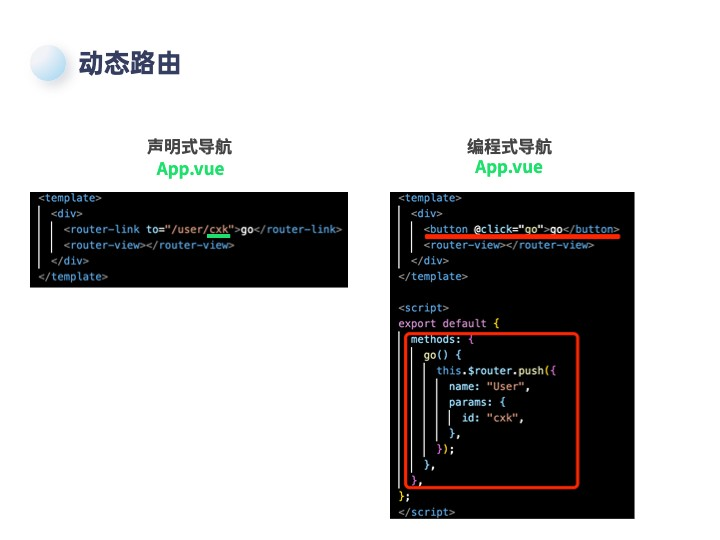 动态路由
声明式导航
App.vue
<template>
<div>
<router-link to="/user/cxk">go</router-link>
<router-view></router-view>
</div>
</template>
编程式导航
App.vue
<template>
<div>
<button @click="go">go</button>
<router-view></router-view>
</div>
</template>
<script>
export default {
methods: {
go() {
this.$router.push({
name: "User",
params: {
id: "cxk",
},
});
},
},
};
</script>